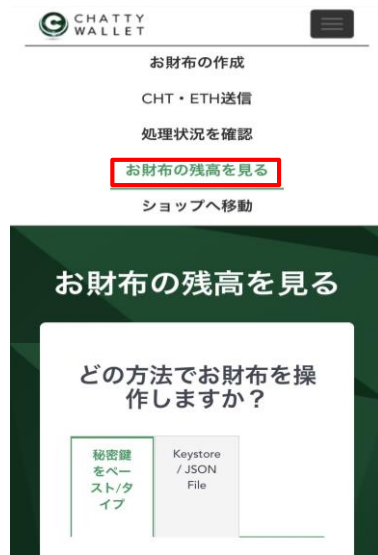 CHATTY
WALLET
お財布の作成
CHT・ETH送信
処理状況を確認
お財布の残高を見る
ショップへ移動
お財布の残高を見る
どの方法でお財布を操
作しますか？
秘密鍵
をペー
スト/タ
イプ
Keystore
/ JSON
File